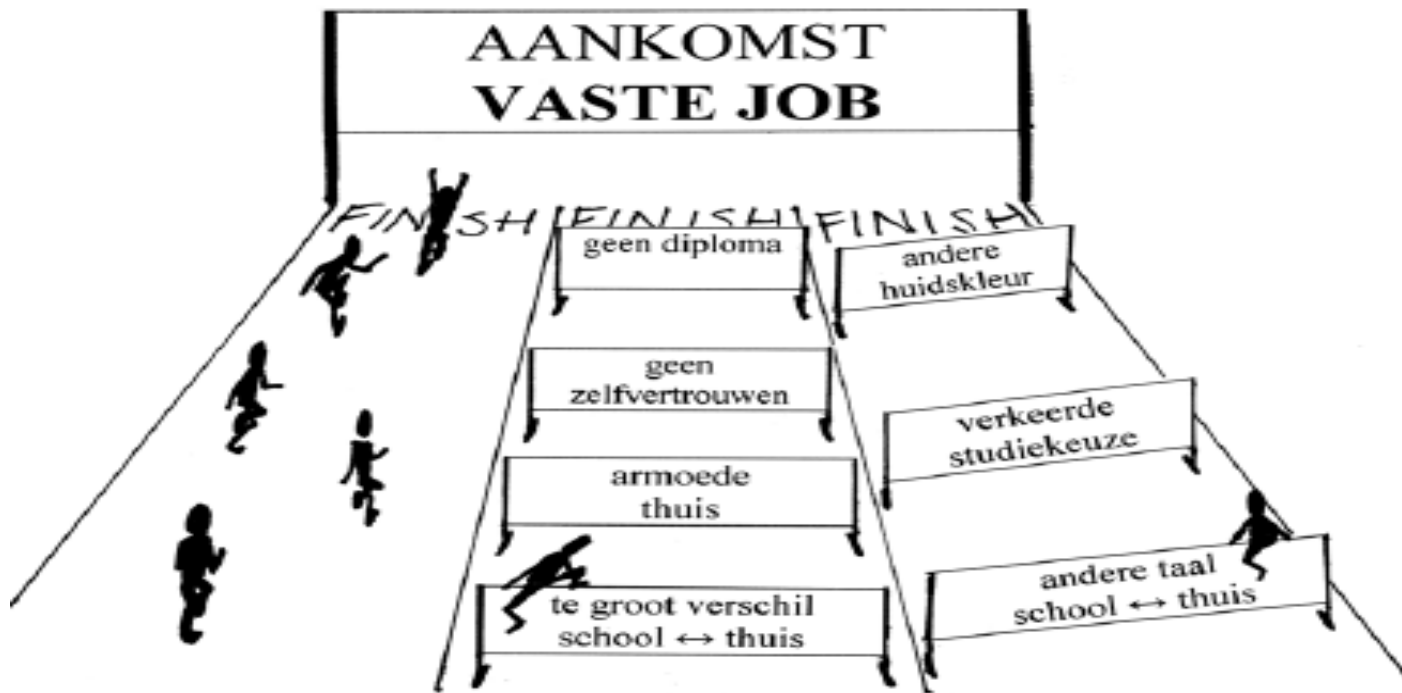 AANKOMST
VASTE JOB
FINISH FINISH FINISH
geen diploma
andere
huidskleur
geen
zelfvertrouwen
verkeerde
studiekeuze
armoede
thuis
andere taal
school ↔ thuis
te groot verschil
school ↔ thuis